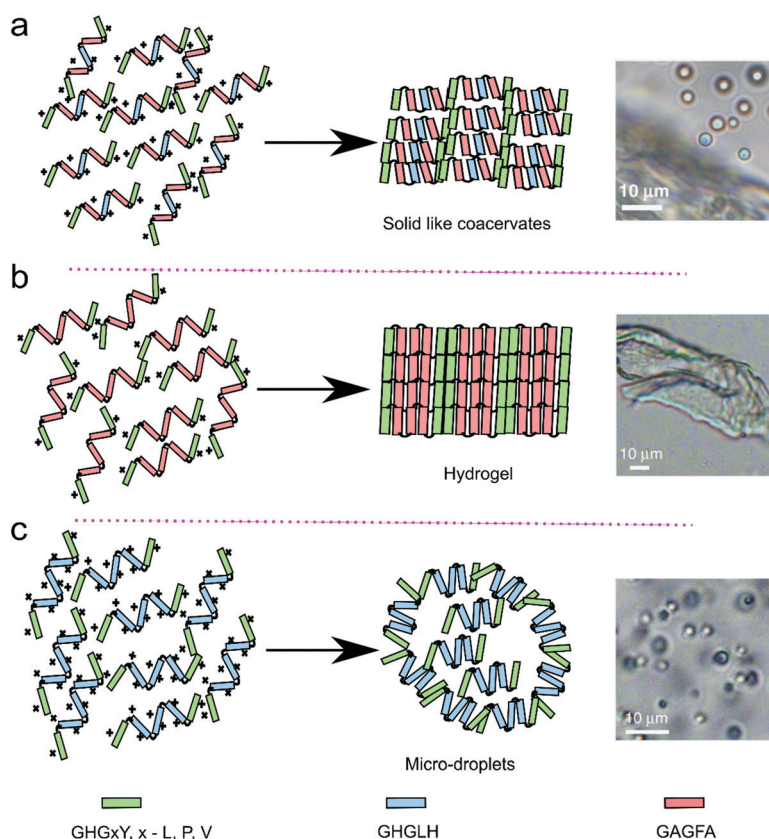 a
Solid like coacervates
10 μm
b
Hydrogel
10 μm
c
Micro-droplets
10 μm
GHGxY, x - L, P, V
GHGLH
GAGFA